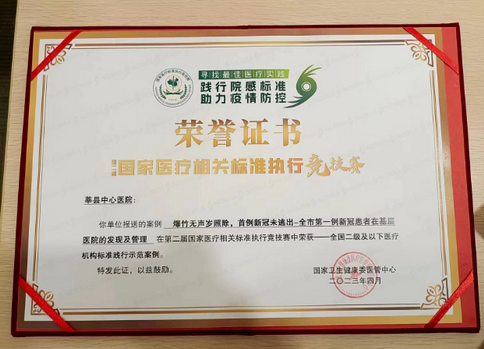 寻找最佳医疗实践
践行院感标准
助力疫情防控
荣誉证书
第二届 国家医疗相关标准执行竞技赛
莘县中心医院：
你单位报送的案例 爆竹无声岁照除，首例新冠未逃出-全市第一例新冠患者在基层
医院的发现及管理 在第二届国家医疗相关标准执行竞技赛中荣获——全国二级及以下医疗
机构标准践行示范案例。
特发此证，以兹鼓励。
国家卫生健康委医管中心
二〇二三年四月